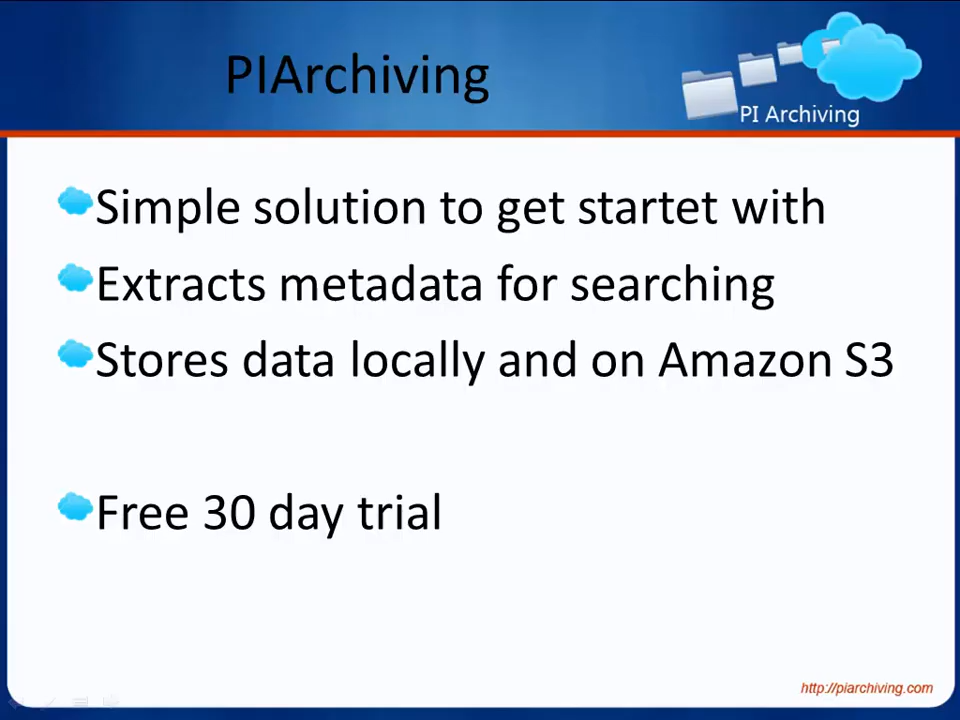 PIArchiving
PI Archiving
Simple solution to get startet with
Extracts metadata for searching
Stores data locally and on Amazon S3
Free 30 day trial
http://piarchiving.com